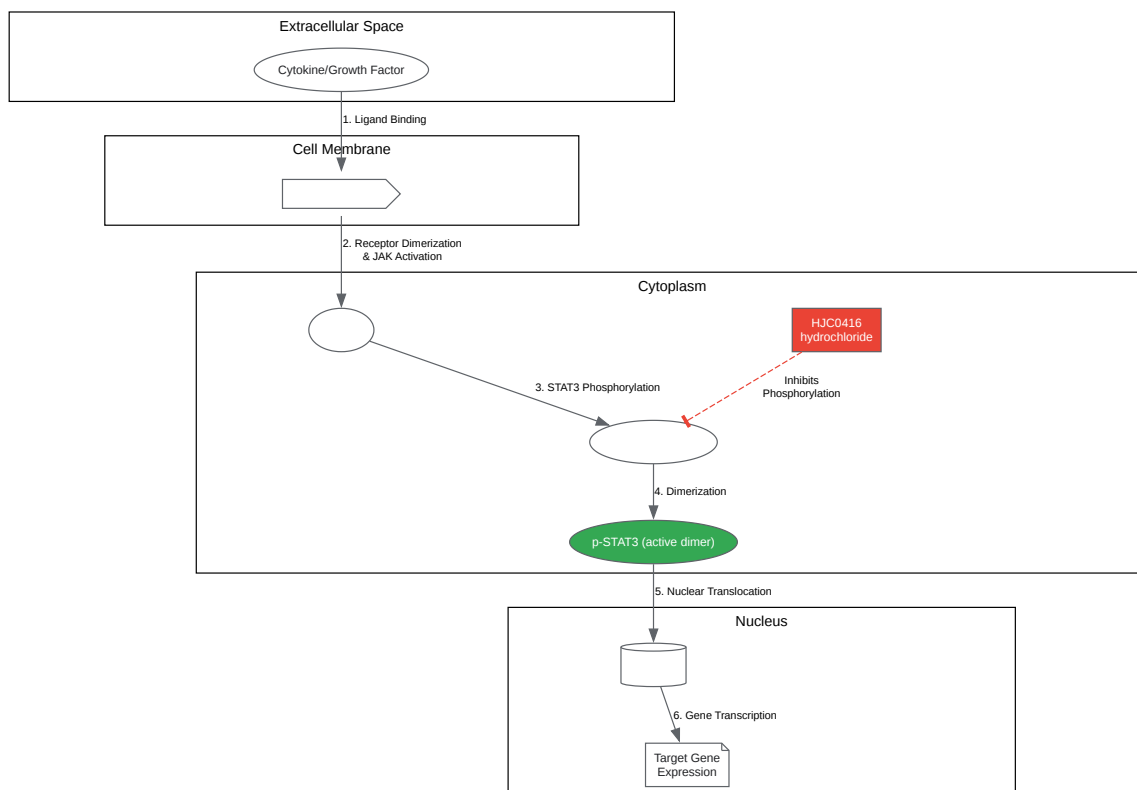 Extracellular Space
Cytokine/Growth Factor
1. Ligand Binding
Cell Membrane
2. Receptor Dimerization
& JAK Activation
Cytoplasm
HJC0416
hydrochloride
Inhibits
Phosphorylation
3. STAT3 Phosphorylation
4. Dimerization
p-STAT3 (active dimer)
5. Nuclear Translocation
Nucleus
6. Gene Transcription
Target Gene
Expression